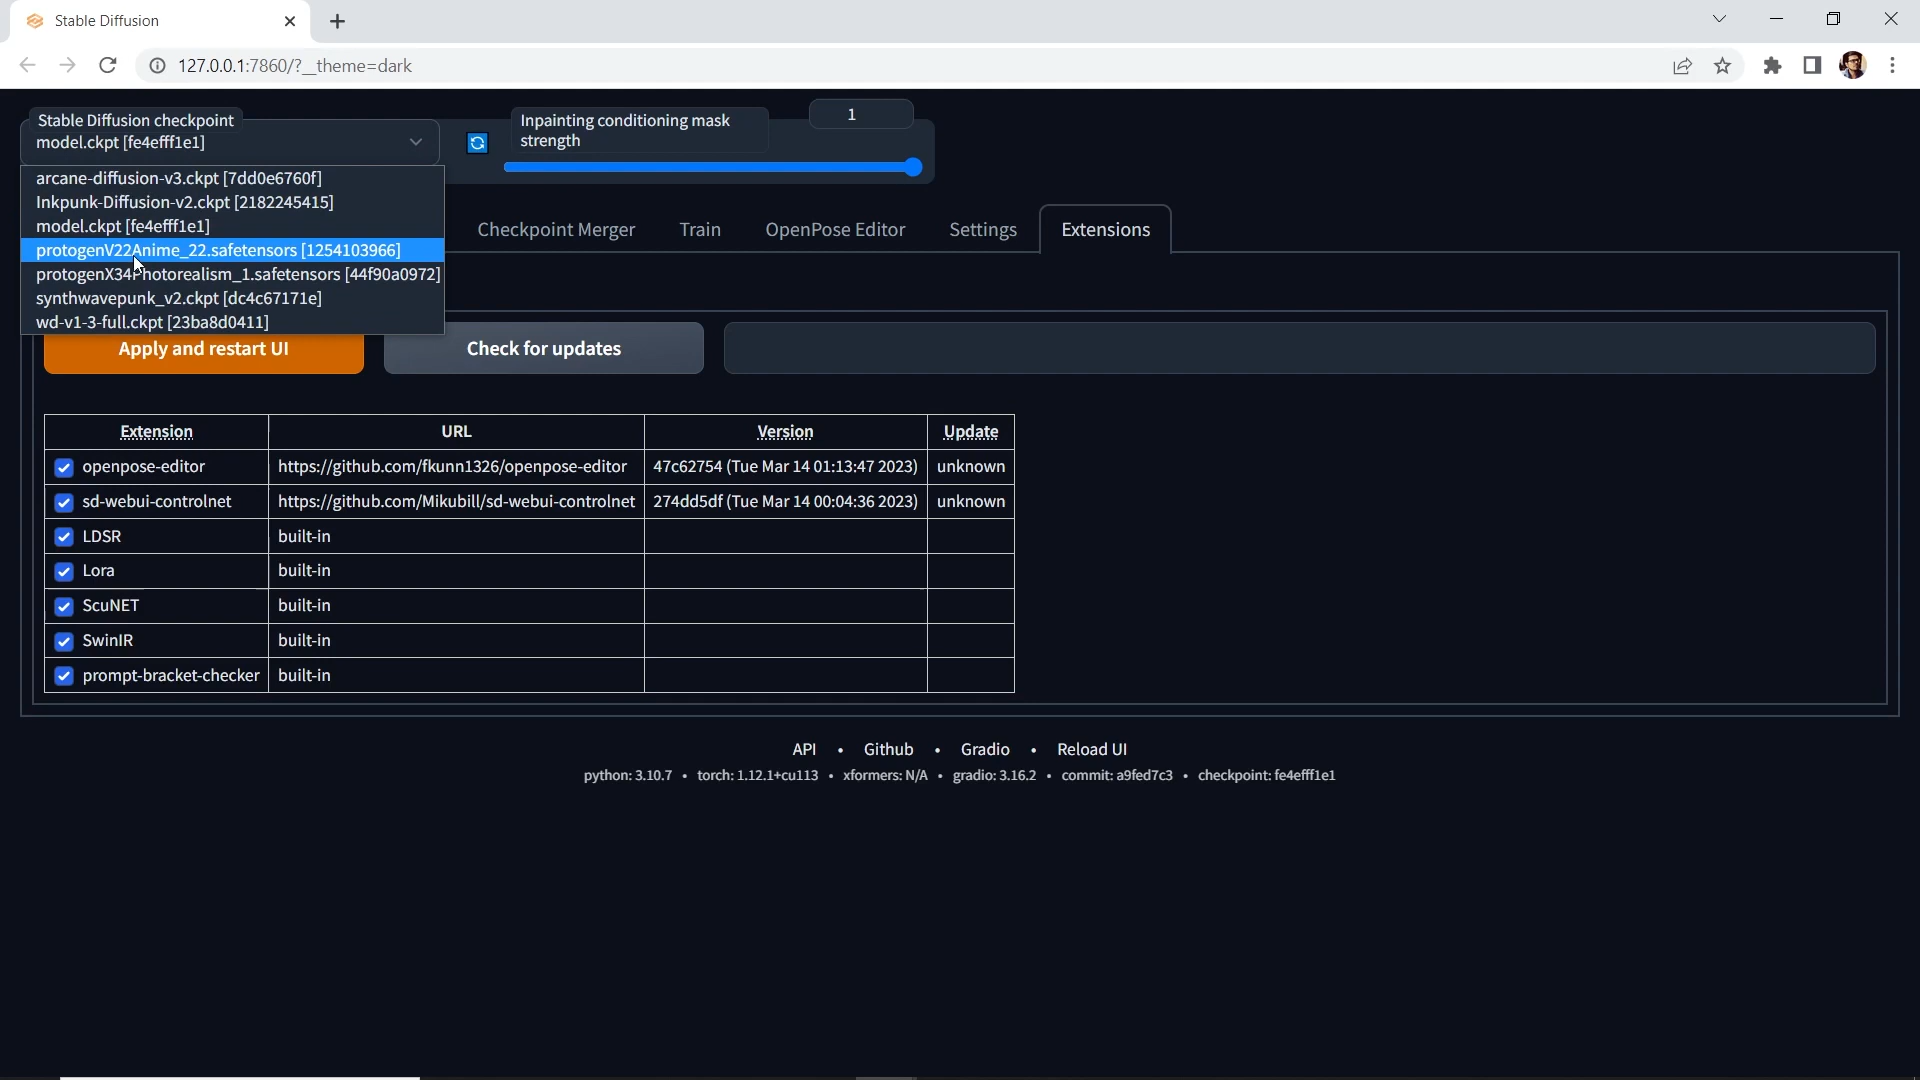 Stable Diffusion
127.0.0.1:7860/?__theme=dark
Stable Diffusion checkpoint
model.ckpt [fe4efff1e1]
Inpainting conditioning mask
strength
1
arcane-diffusion-v3.ckpt [7dd0e6760f]
Inkpunk-Diffusion-v2.ckpt [2182245415]
model.ckpt [fe4efff1e1]
protogenV22Anime_22.safetensors [1254103966]
protogenX34Photorealism_1.safetensors [44f90a0972]
synthwavepunk_v2.ckpt [dc4c67171e]
wd-v1-3-full.ckpt [23ba8d0411]
Checkpoint Merger Train OpenPose Editor Settings Extensions
Apply and restart UI Check for updates
Extension URL Version Update
openpose-editor https://github.com/fkunn1326/openpose-editor 47c62754 (Tue Mar 14 01:13:47 2023) unknown
sd-webui-controlnet https://github.com/Mikubill/sd-webui-controlnet 274dd5df (Tue Mar 14 00:04:36 2023) unknown
LDSR built-in
Lora built-in
ScuNET built-in
SwinIR built-in
prompt-bracket-checker built-in
API • Github • Gradio • Reload UI
python: 3.10.7 • torch: 1.12.1+cu113 • xformers: N/A • gradio: 3.16.2 • commit: a9fed7c3 • checkpoint: fe4efff1e1